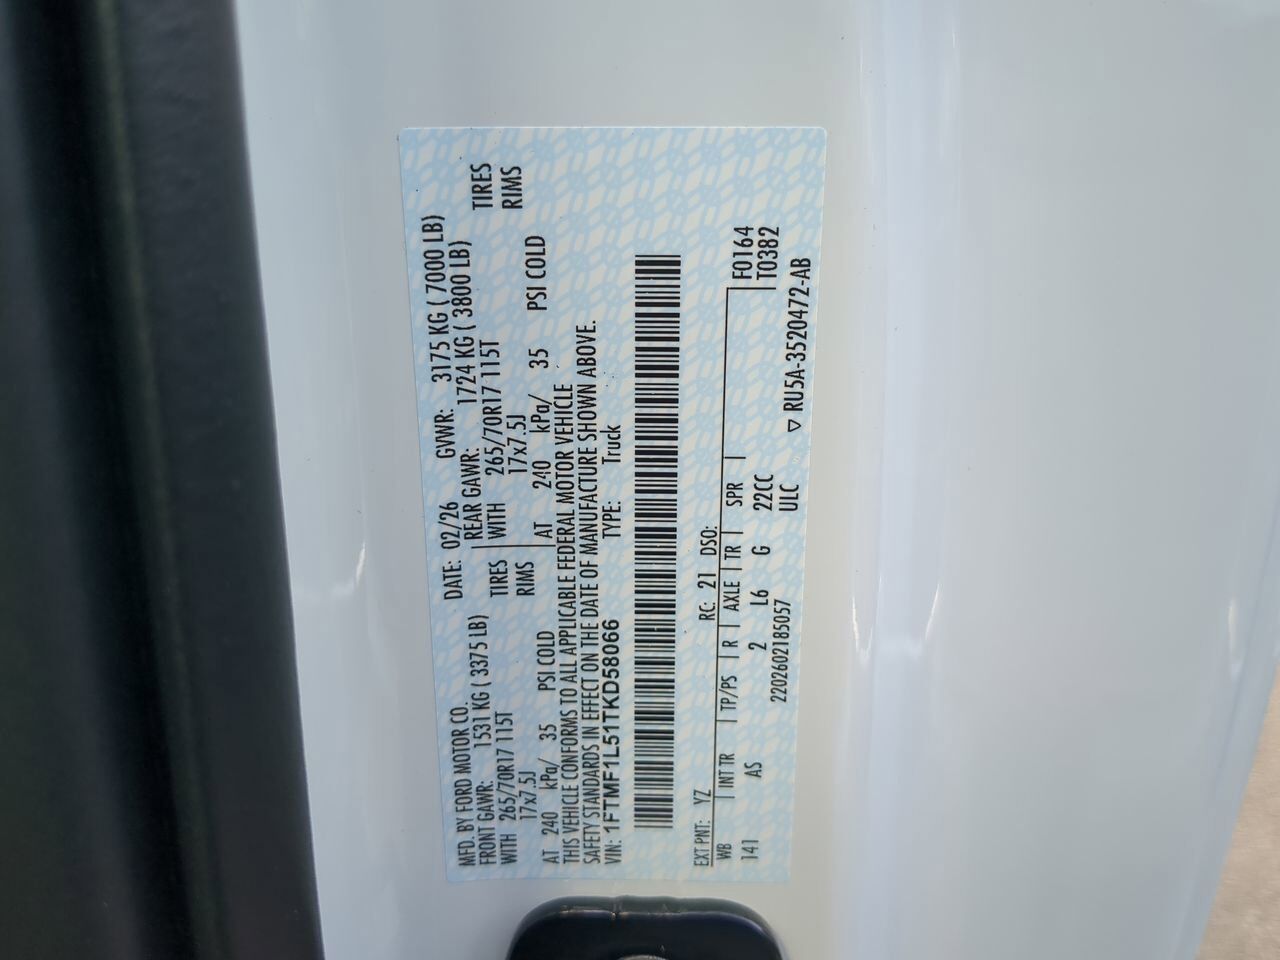 MFD. BY FORD MOTOR CO. DATE: 02/26 GVWR: 3175 KG ( 7000 LB)
FRONT GAWR: 1531 KG ( 3375 LB) REAR GAWR: 1724 KG ( 3800 LB)
WITH 265/70R17 115T TIRES WITH 265/70R17 115T TIRES
17x7.5J RIMS 17x7.5J RIMS
AT 240 kPa/ 35 PSI COLD AT 240 kPa/ 35 PSI COLD
THIS VEHICLE CONFORMS TO ALL APPLICABLE FEDERAL MOTOR VEHICLE
SAFETY STANDARDS IN EFFECT ON THE DATE OF MANUFACTURE SHOWN ABOVE.
VIN: 1FTMF1L51TKD58066 TYPE: Truck
EXT PNT: YZ RC: 21 DSO:
WB INT TR TP/PS R AXLE TR SPR F0164
141 AS 2 L6 G 22CC T0382
2202602185057 ULC ▽ RU5A-3520472-AB